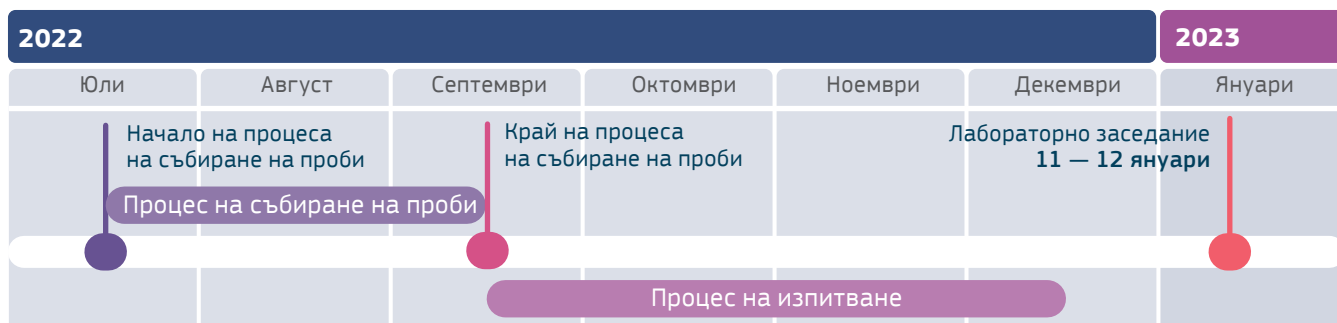 2022
2023
Юли
Август
Септември
Октомври
Ноември
Декември
Януари
Начало на процеса
на събиране на проби
Край на процеса
на събиране на проби
Лабораторно заседание
11 — 12 януари
Процес на събиране на проби
Процес на изпитване